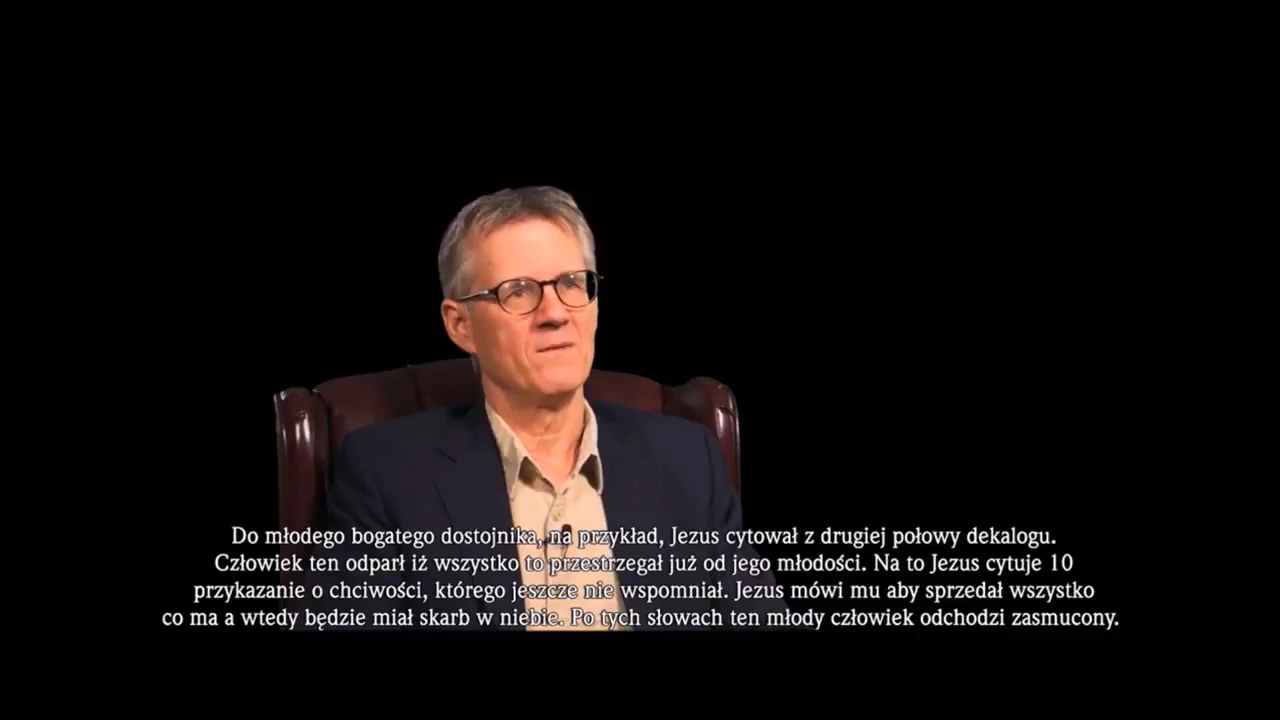 Do młodego bogatego dostojnika, na przykład, Jezus cytował z drugiej połowy dekalogu.
Człowiek ten odparł iż wszystko to przestrzegał już od jego młodości. Na to Jezus cytuje 10
przykazanie o chciwości, którego jeszcze nie wspomniał. Jezus mówi mu aby sprzedał wszystko
co ma a wtedy będzie miał skarb w niebie. Po tych słowach ten młody człowiek odchodzi zasmucony.